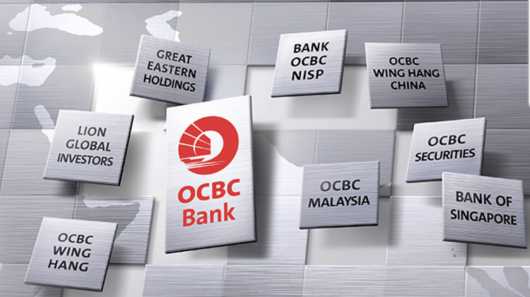 GREAT
EASTERN
HOLDINGS
BANK
OCBC
NISP
OCBC
WING HANG
CHINA
LION
GLOBAL
INVESTORS
OCBC
Bank
OCBC
SECURITIES
OCBC
MALAYSIA
BANK OF
SINGAPORE
OCBC
WING
HANG